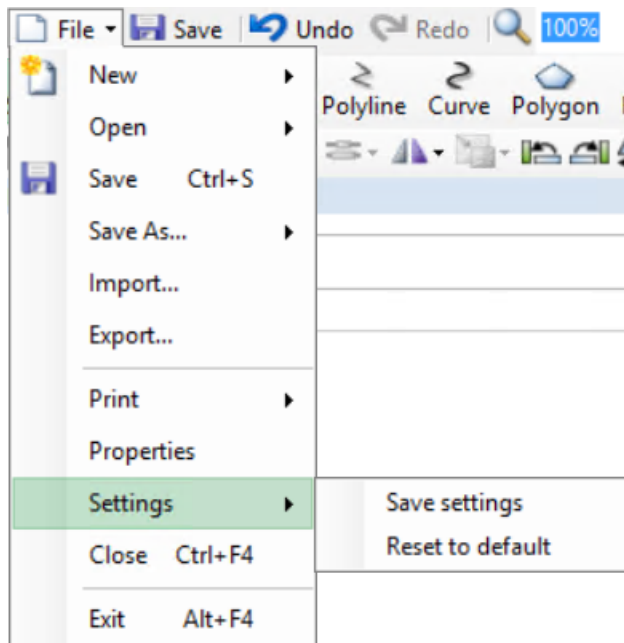 File Save Undo Redo 100%
New
Polyline Curve Polygon
Open
Save Ctrl+S
Save As...
Import...
Export...
Print
Properties
Settings
Save settings
Reset to default
Close Ctrl+F4
Exit Alt+F4